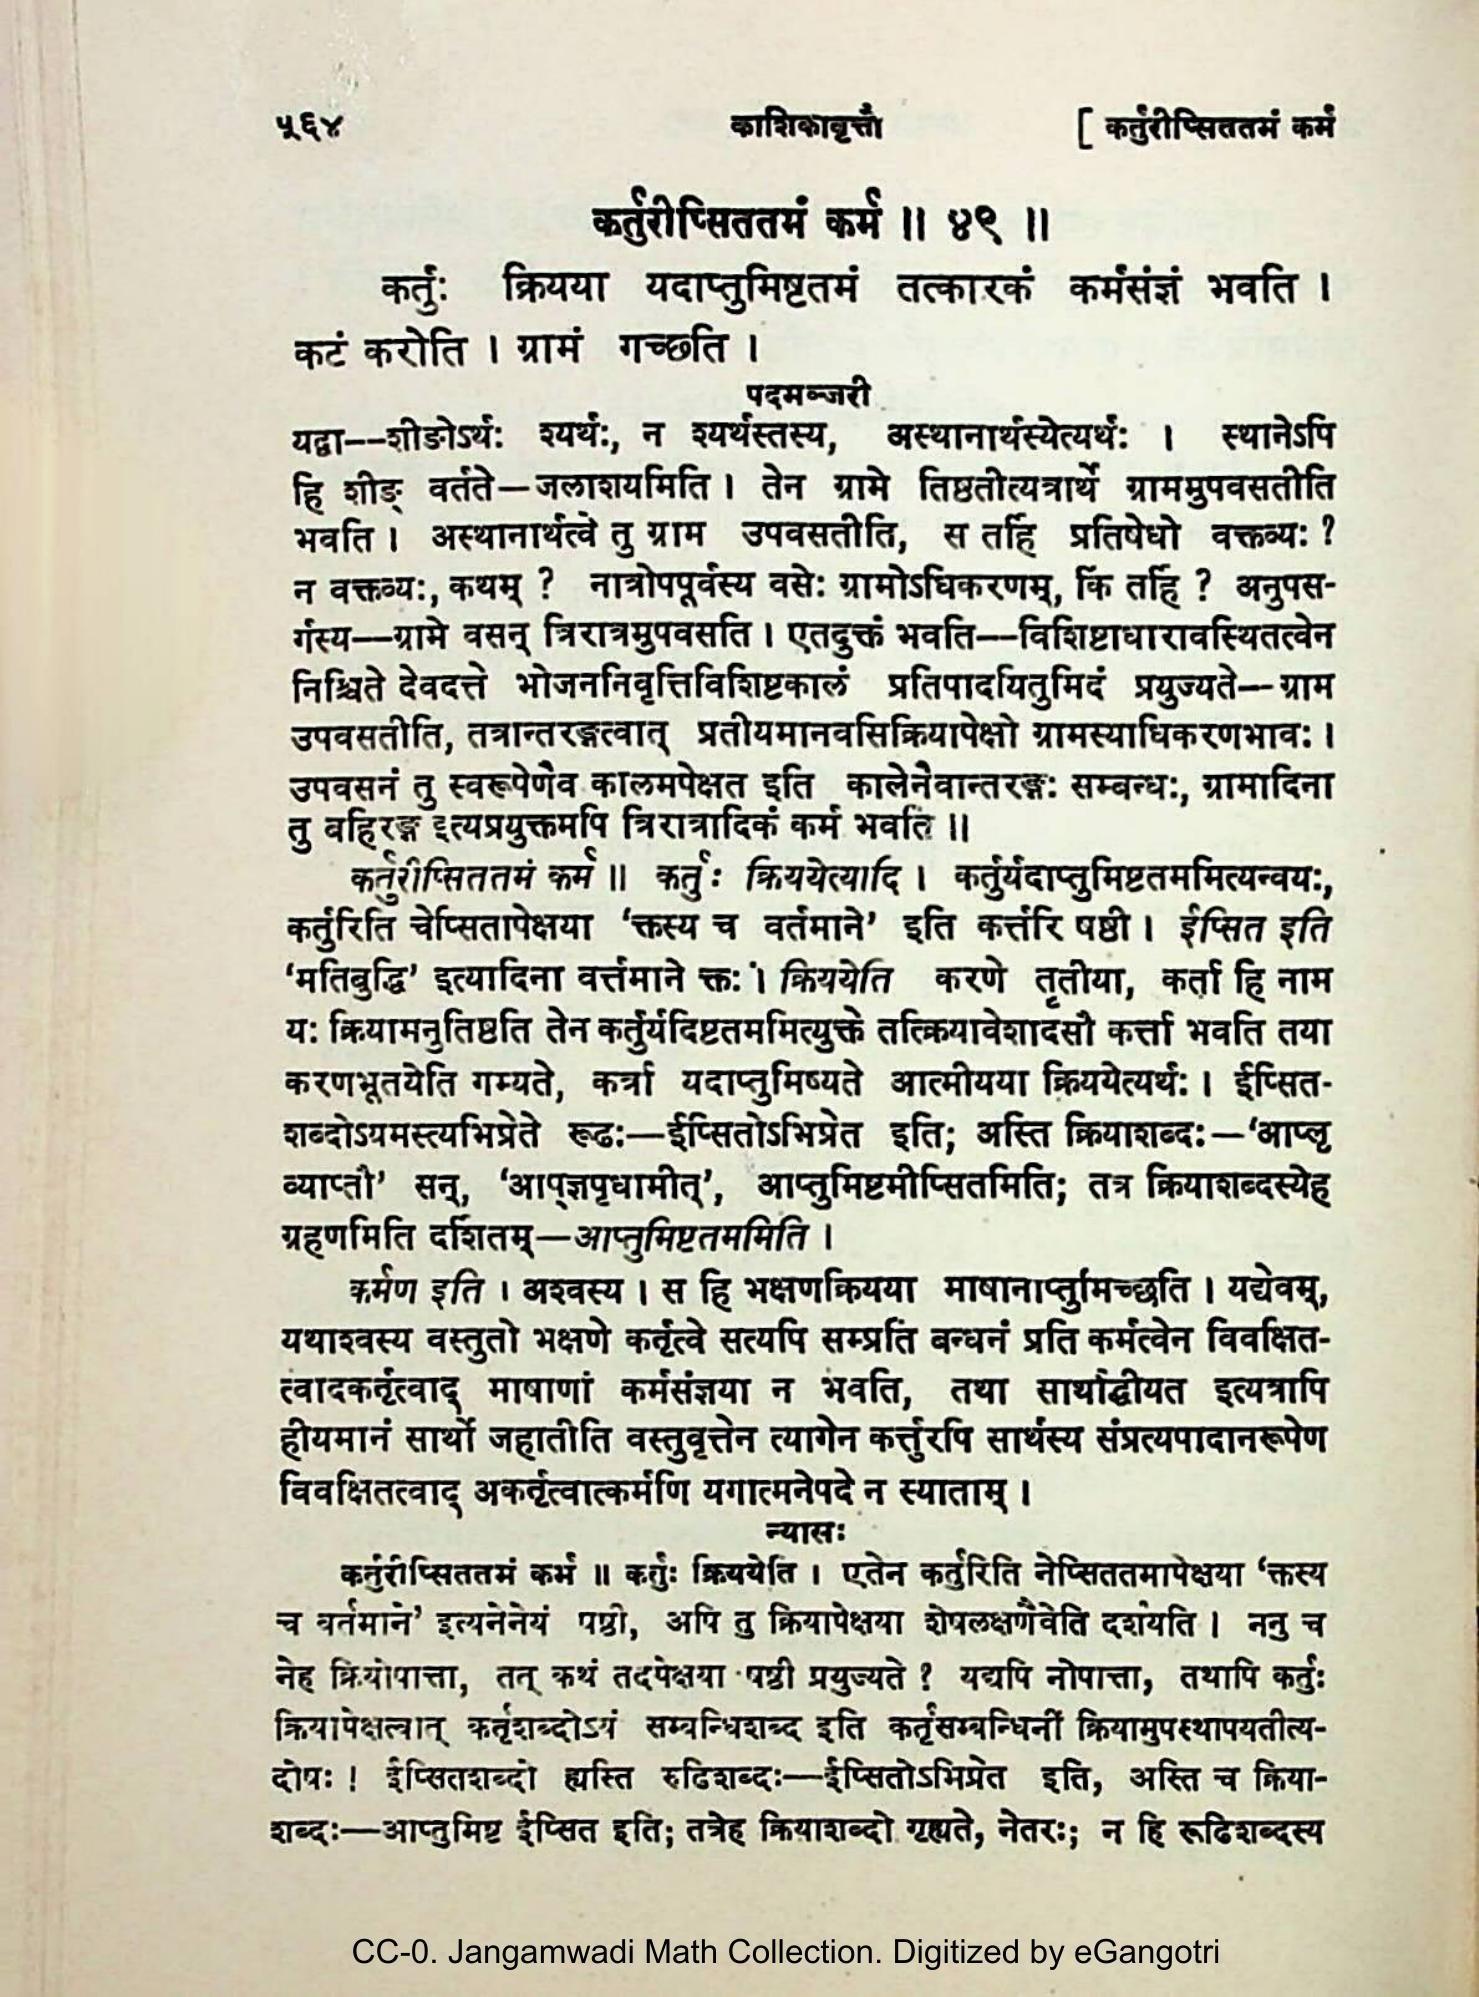 ५६४ काशिकावृत्तौ [ कर्तुरीप्सिततमं कर्म
कर्तुरीप्सिततमं कर्म ॥ ४९ ॥
कर्तुः क्रियया यदाप्तुमिष्टतमं तत्कारकं कर्मसंज्ञं भवति ।
कटं करोति । ग्रामं गच्छति ।
पदमञ्जरी
यद्वा--शीङोऽर्थः श्यर्थः, न श्यर्थस्तस्य, अस्थानार्थस्येत्यर्थः । स्थानेऽपि
हि शीङ् वर्तते—जलाशयमिति । तेन ग्रामे तिष्ठतोत्यत्रार्थे ग्राममुपवसतीति
भवति । अस्थानार्थत्वे तु ग्राम उपवसतीति, स तर्हि प्रतिषेधो वक्तव्यः ?
न वक्तव्यः, कथम् ? नात्रोपपूर्वस्य वसेः ग्रामोऽधिकरणम्, किं तर्हि ? अनुपस-
र्गस्य—ग्रामे वसन् त्रिरात्रमुपवसति । एतदुक्तं भवति—विशिष्टाधारावस्थितत्वेन
निश्चिते देवदत्ते भोजननिवृत्तिविशिष्टकालं प्रतिपादयितुमिदं प्रयुज्यते—ग्राम
उपवसतीति, तत्रान्तरङ्गत्वात् प्रतीयमानवसिक्रियापेक्षो ग्रामस्याधिकरणभावः ।
उपवसनं तु स्वरूपेणैव कालमपेक्षत इति कालेनैवान्तरङ्गः सम्बन्धः, ग्रामादिना
तु बहिरङ्ग इत्यप्रयुक्तमपि त्रिरात्रादिकं कर्म भवति ॥
कर्तुरीप्सिततमं कर्म ॥ कर्तुः क्रिययेत्यादि । कर्तुर्यदाप्तुमिष्टतममित्यन्वयः,
कर्तुरिति चेप्सितापेक्षया ‘क्तस्य च वर्तमाने’ इति कर्त्तरि षष्ठी । ईप्सित इति
‘मतिबुद्धि’ इत्यादिना वर्त्तमाने क्तः । क्रिययेति करणे तृतीया, कर्ता हि नाम
यः क्रियामनुतिष्ठति तेन कर्तुर्यदिष्टतममित्युक्ते तत्क्रियावेशादसौ कर्त्ता भवति तया
करणभूतयेति गम्यते, कर्त्रा यदाप्तुमिष्यते आत्मीयया क्रिययेत्यर्थः । ईप्सित-
शब्दोऽयमस्त्यभिप्रेते रूढः—ईप्सितोऽभिप्रेत इति; अस्ति क्रियाशब्दः—‘आप्लृ
व्याप्तौ’ सन्, ‘आप्ज्ञपृधामीत्’, आप्तुमिष्टमीप्सितमिति; तत्र क्रियाशब्दस्येह
ग्रहणमिति दर्शितम्—आप्तुमिष्टतममिति ।
कर्मण इति । अश्वस्य । स हि भक्षणक्रियया माषानाप्तुमिच्छति । यद्येवम्,
यथाश्वस्य वस्तुतो भक्षणे कर्तृत्वे सत्यपि सम्प्रति बन्धनं प्रति कर्मत्वेन विवक्षित-
त्वादकर्तृत्वाद् माषाणां कर्मसंज्ञया न भवति, तथा सार्थाद्धीयत इत्यत्रापि
हीयमानं सार्थो जहातीति वस्तुवृत्तेन त्यागेन कर्त्तुरपि सार्थस्य संप्रत्यपादानरूपेण
विवक्षितत्वाद् अकर्तृत्वात्कर्मणि यगात्मनेपदे न स्याताम् ।
न्यासः
कर्तुरीप्सिततमं कर्म ॥ कर्तुः क्रिययेति । एतेन कर्तुरिति नेप्सिततमापेक्षया ‘क्तस्य
च वर्तमाने’ इत्यनेनेयं षष्ठी, अपि तु क्रियापेक्षया शेषलक्षणैवेति दर्शयति । ननु च
नेह क्रियोपात्ता, तत् कथं तदपेक्षया षष्ठी प्रयुज्यते ? यद्यपि नोपात्ता, तथापि कर्तुः
क्रियापेक्षत्वात् कर्तृशब्दोऽयं सम्बन्धिशब्द इति कर्तृसम्बन्धिनीं क्रियामुपस्थापयतीत्य-
दोषः ! ईप्सितशब्दो ह्यस्ति रुढिशब्दः—ईप्सितोऽभिप्रेत इति, अस्ति च क्रिया-
शब्दः—आप्तुमिष्ट ईप्सित इति; तत्रेह क्रियाशब्दो गृह्यते, नेतरः; न हि रूढिशब्दस्य
CC-0. Jangamwadi Math Collection. Digitized by eGangotri